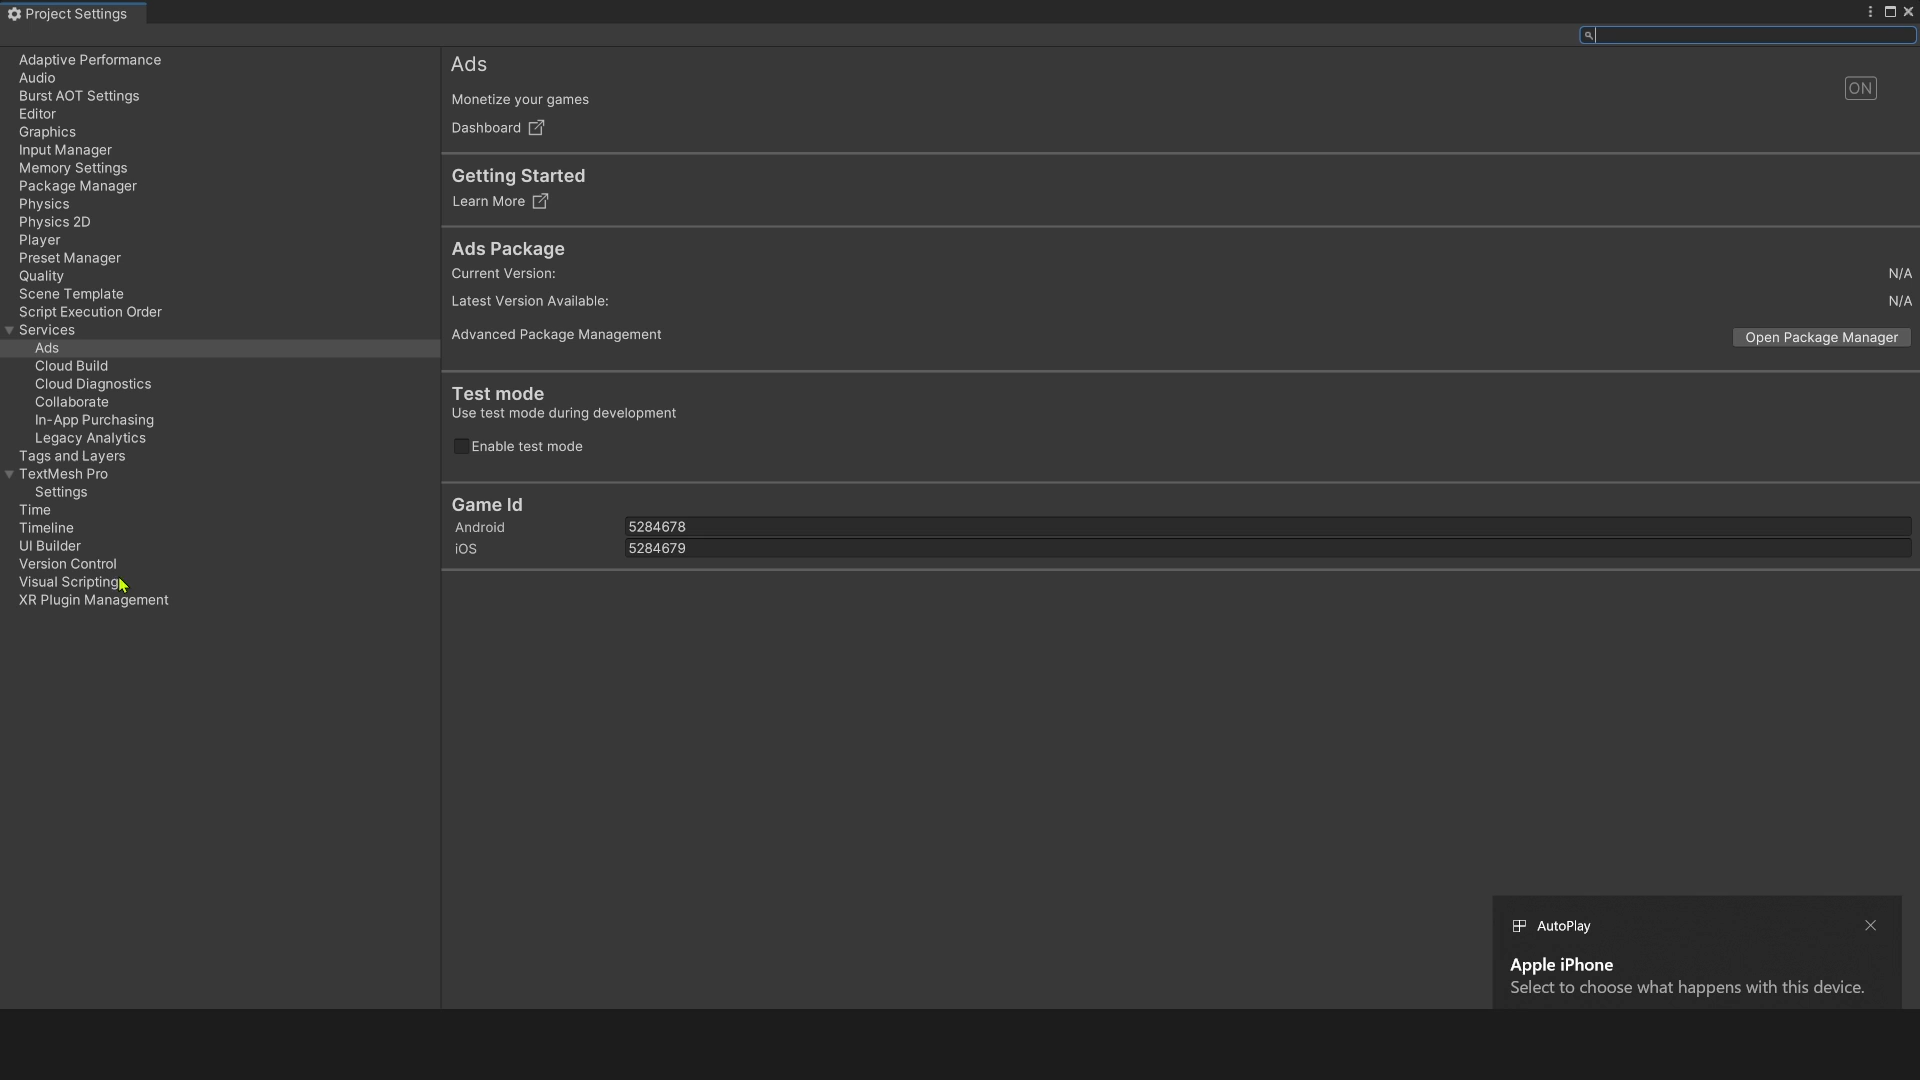 Project Settings
Adaptive Performance
Audio
Burst AOT Settings
Editor
Graphics
Input Manager
Memory Settings
Package Manager
Physics
Physics 2D
Player
Preset Manager
Quality
Scene Template
Script Execution Order
Services
Ads
Cloud Build
Cloud Diagnostics
Collaborate
In-App Purchasing
Legacy Analytics
Tags and Layers
TextMesh Pro
Settings
Time
Timeline
UI Builder
Version Control
Visual Scripting
XR Plugin Management
Ads
ON
Monetize your games
Dashboard
Getting Started
Learn More
Ads Package
Current Version: N/A
Latest Version Available: N/A
Advanced Package Management Open Package Manager
Test mode
Use test mode during development
Enable test mode
Game Id
Android 5284678
iOS 5284679
AutoPlay
Apple iPhone
Select to choose what happens with this device.